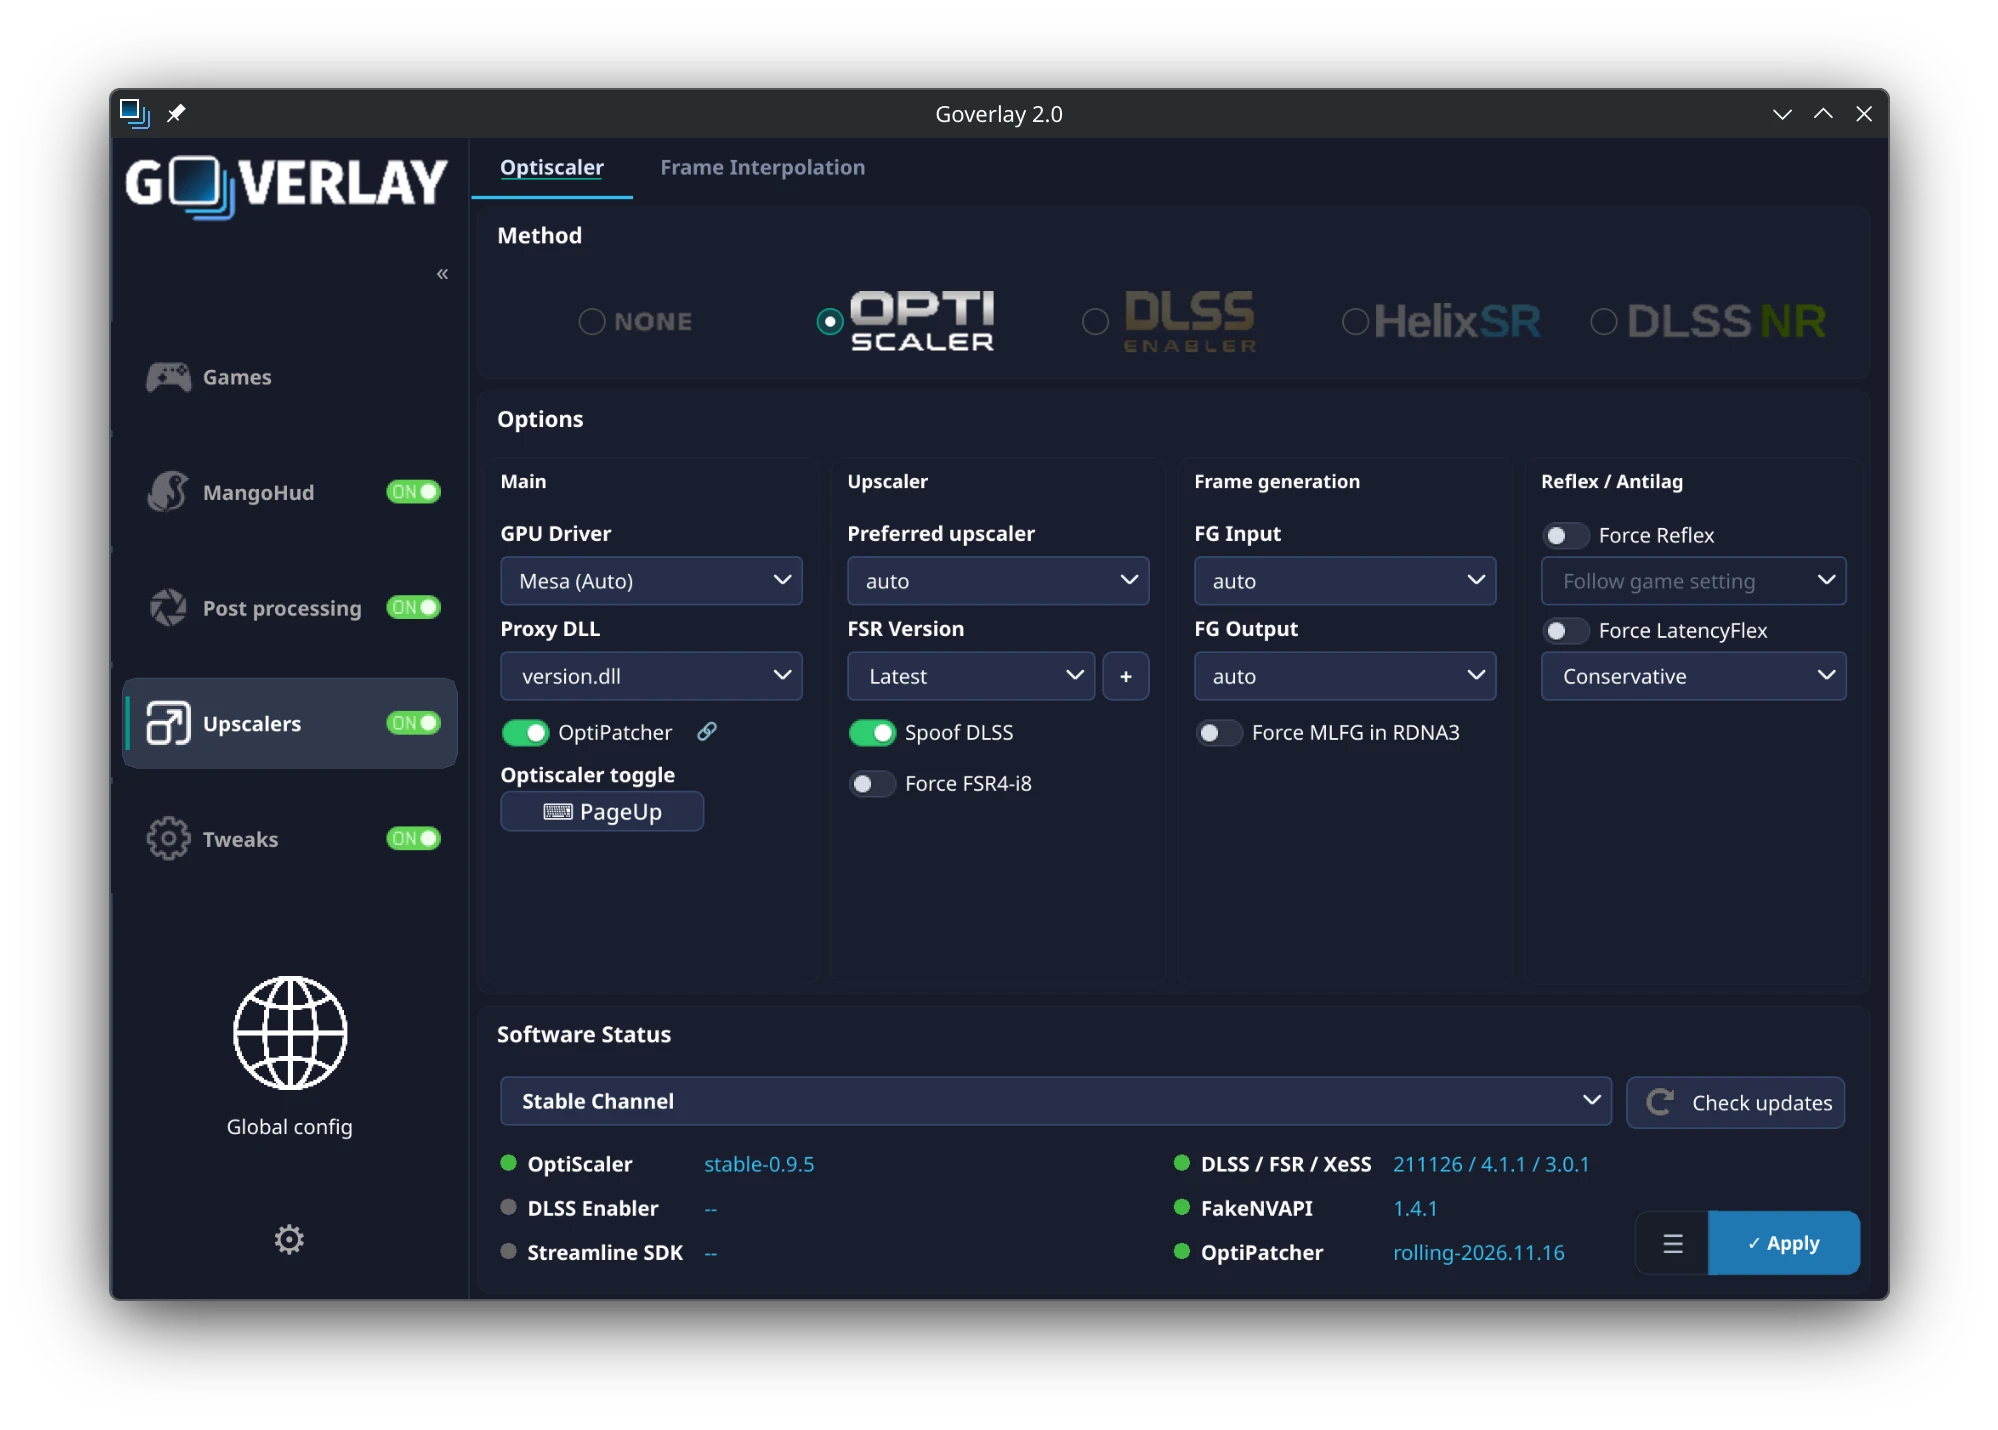 Goverlay 2.0
GOVERLAY
«
Games
MangoHud ON
Post processing ON
Upscalers ON
Tweaks ON
Global config
Optiscaler Frame Interpolation
Method
NONE
OPTI SCALER
DLSS ENABLER
HelixSR
DLSS NR
Options
Main
GPU Driver
Mesa (Auto)
Proxy DLL
version.dll
OptiPatcher
Optiscaler toggle
PageUp
Upscaler
Preferred upscaler
auto
FSR Version
Latest +
Spoof DLSS
Force FSR4-i8
Frame generation
FG Input
auto
FG Output
auto
Force MLFG in RDNA3
Reflex / Antilag
Force Reflex
Follow game setting
Force LatencyFlex
Conservative
Software Status
Stable Channel
Check updates
OptiScaler stable-0.9.5
DLSS Enabler --
Streamline SDK --
DLSS / FSR / XeSS 211126 / 4.1.1 / 3.0.1
FakeNVAPI 1.4.1
OptiPatcher rolling-2026.11.16
☰ ✓ Apply